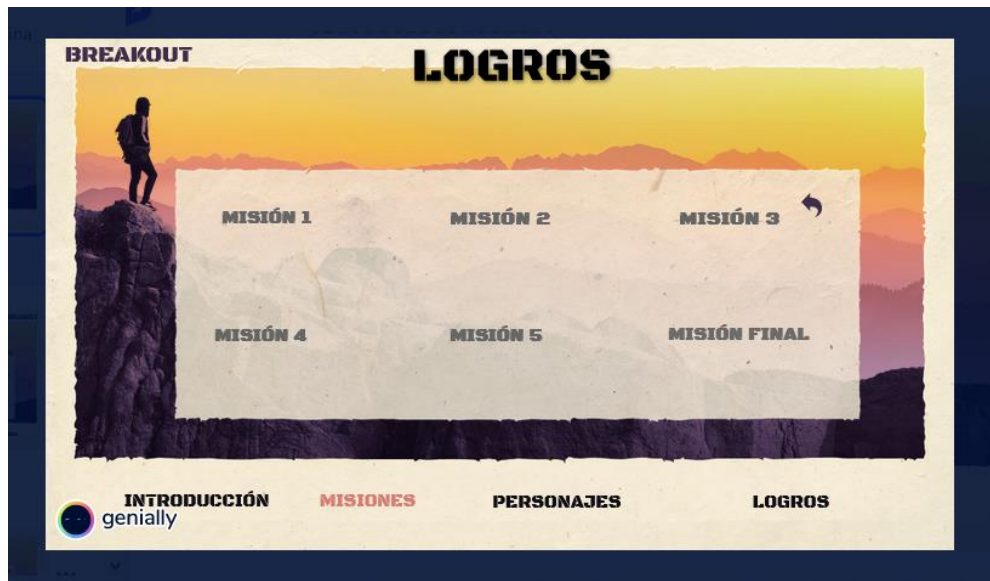 BREAKOUT
LOGROS
MISIÓN 1
MISIÓN 2
MISIÓN 3
MISIÓN 4
MISIÓN 5
MISIÓN FINAL
INTRODUCCIÓN
MISIONES
PERSONAJES
LOGROS
genially